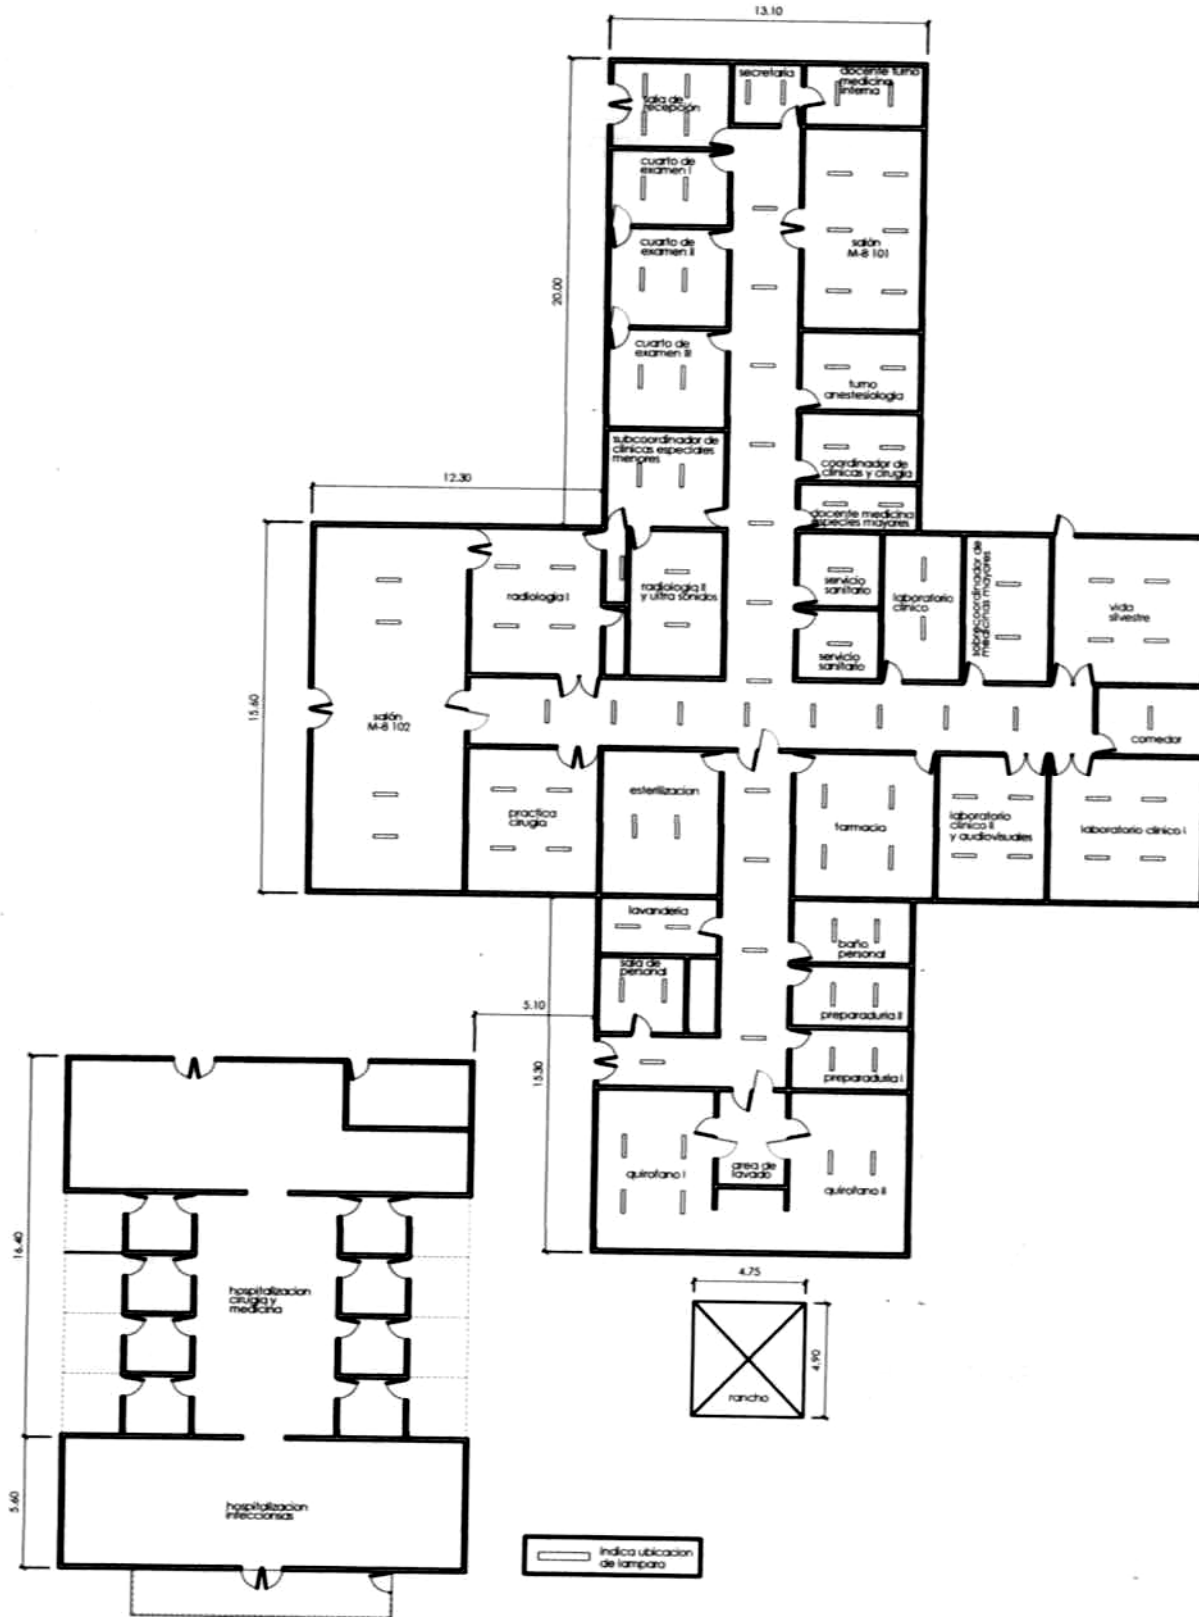 13.10
secretaria
docente turno
medicina
interna
sala de
recepción
cuarto de
examen I
20.00
cuarto de
examen II
salón
M-8 101
cuarto de
examen III
turno
anestesiologia
subcoordinador de
clinicas especiales
menores
coordinador de
clinicas y cirugia
12.30
docente medicina
especies mayores
radiologia I
radiologia II
y ultra sonidos
servicio
sanitario
laboratorio
clinico
sobrecoordinador de
medicinas mayores
vida
silvestre
servicio
sanitario
15.60
salón
M-8 102
comedor
practica
cirugia
esterilizacion
farmacia
laboratorio
clinico II
y audiovisuales
laboratorio clinico I
lavanderia
baño
personal
sala de
personal
5.10
preparaduria II
15.30
preparaduria I
quirofano I
area de
lavado
quirofano II
16.40
hospitalizacion
cirugia y
medicina
4.75
4.90
rancho
5.60
hospitalizacion
infeccionsas
indica ubicacion
de lampara